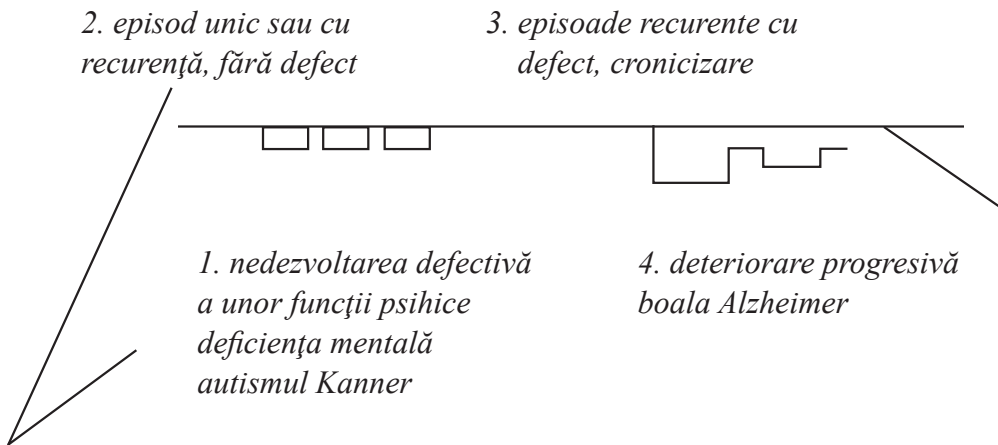 2. episod unic sau cu
recurenţă, fără defect
3. episoade recurente cu
defect, cronicizare
1. nedezvoltarea defectivă
a unor funcţii psihice
deficienţa mentală
autismul Kanner
4. deteriorare progresivă
boala Alzheimer